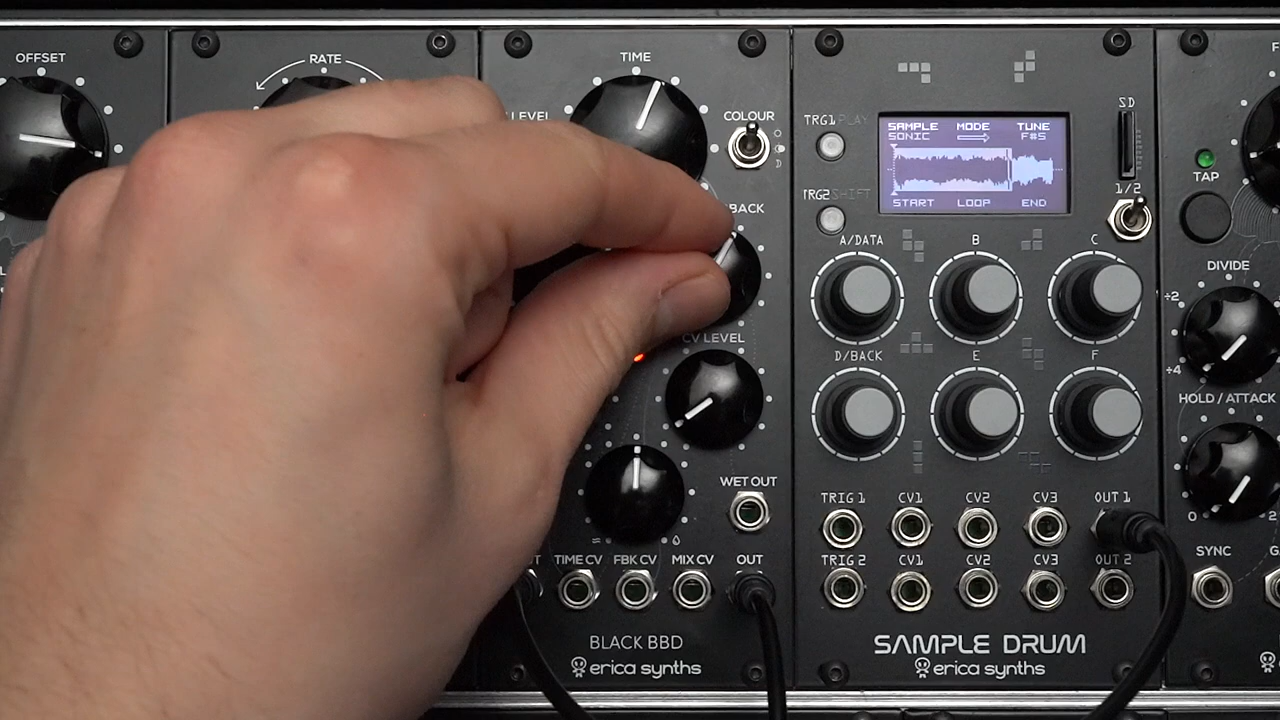 OFFSET
RATE
TIME
LEVEL
COLOUR
BACK
CV LEVEL
WET OUT
TIME CV
FBK CV
MIX CV
OUT
BLACK BBD
erica synths
TRG1 PLAY
TRG2 SHIFT
SAMPLE MODE TUNE
SONIC F#5
START LOOP END
SD
1/2
A/DATA
B
C
D/BACK
E
F
TRIG 1
CV1
CV2
CV3
OUT 1
TRIG 2
CV1
CV2
CV3
OUT 2
SAMPLE DRUM
erica synths
TAP
DIVIDE
÷2
÷4
HOLD / ATTACK
0
2
SYNC